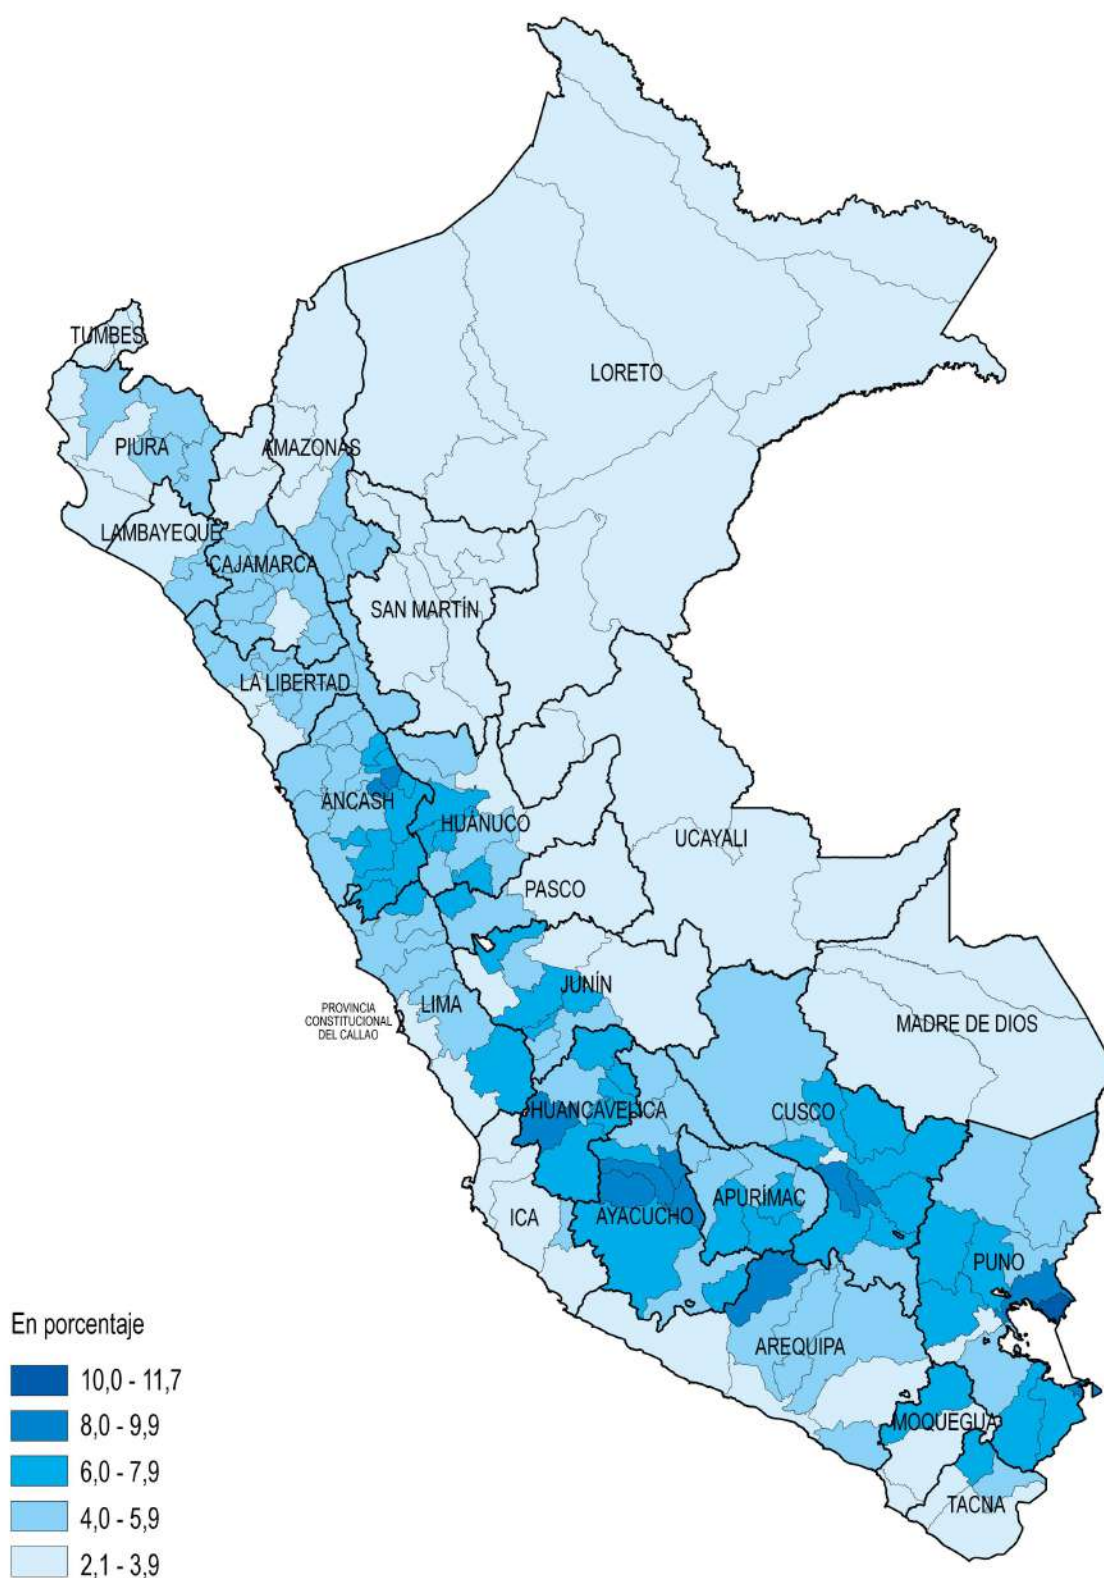 TUMBES
LORETO
PIURA
AMAZONAS
LAMBAYEQUE
CAJAMARCA
SAN MARTÍN
LA LIBERTAD
ÁNCASH
HUÁNUCO
UCAYALI
PASCO
JUNÍN
LIMA
PROVINCIA
CONSTITUCIONAL
DEL CALLAO
MADRE DE DIOS
HUANCAVELICA
CUSCO
APURÍMAC
ICA
AYACUCHO
PUNO
AREQUIPA
MOQUEGUA
TACNA
En porcentaje
10,0 - 11,7
8,0 - 9,9
6,0 - 7,9
4,0 - 5,9
2,1 - 3,9